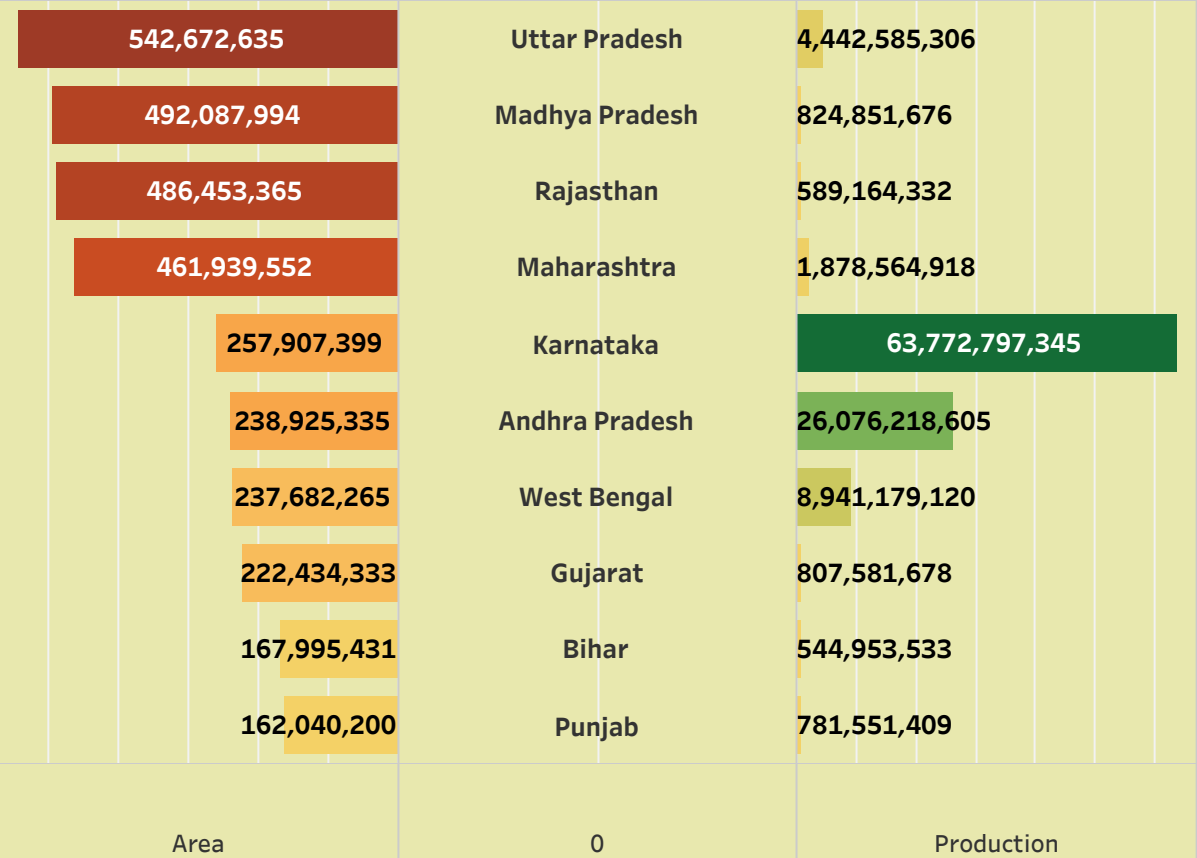 542,672,635 Uttar Pradesh 4,442,585,306
492,087,994 Madhya Pradesh 824,851,676
486,453,365 Rajasthan 589,164,332
461,939,552 Maharashtra 1,878,564,918
257,907,399 Karnataka 63,772,797,345
238,925,335 Andhra Pradesh 26,076,218,605
237,682,265 West Bengal 8,941,179,120
222,434,333 Gujarat 807,581,678
167,995,431 Bihar 544,953,533
162,040,200 Punjab 781,551,409
Area 0 Production